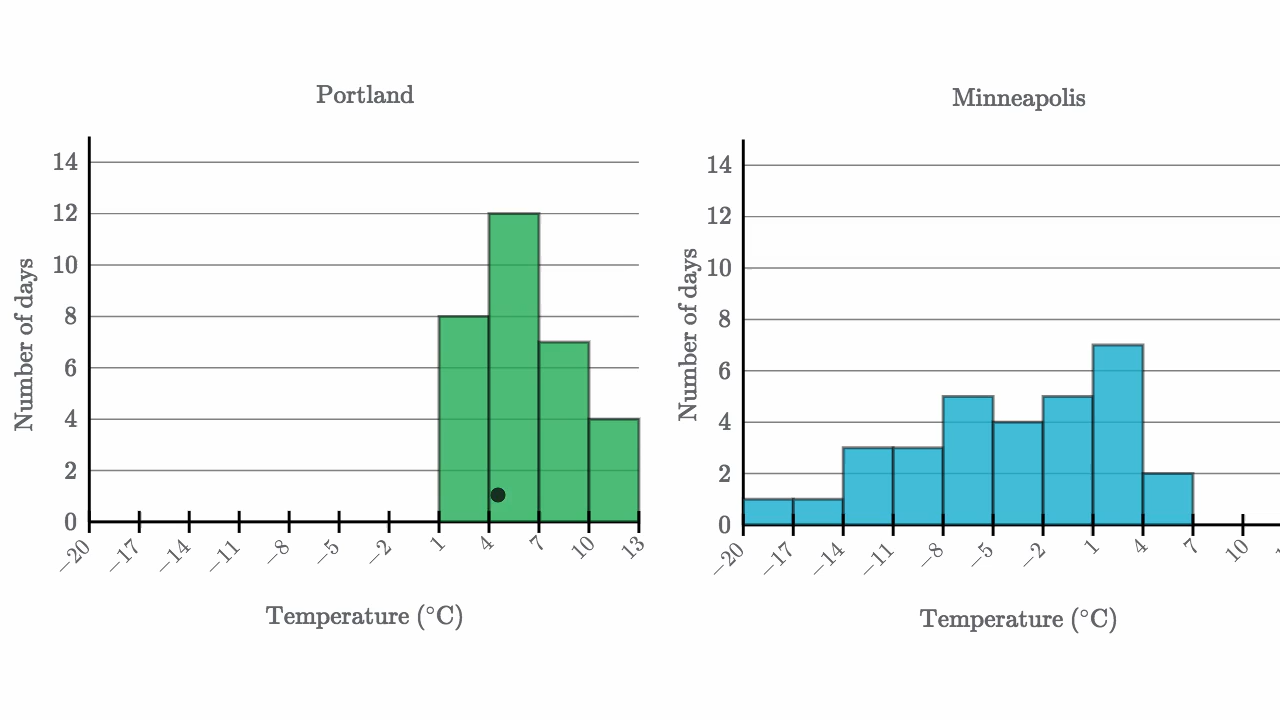 Portland
Number of days
14
12
10
8
6
4
2
0
−20 −17 −14 −11 −8 −5 −2 1 4 7 10 13
Temperature (°C)
Minneapolis
Number of days
14
12
10
8
6
4
2
0
−20 −17 −14 −11 −8 −5 −2 1 4 7 10
Temperature (°C)